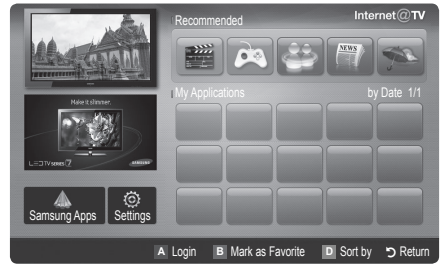 Internet@TV
Recommended
NEWS
My Applications
by Date 1/1
Make it slimmer.
LED TV SERIES 7
SAMSUNG
Samsung Apps
Settings
A Login
B Mark as Favorite
D Sort by
Return